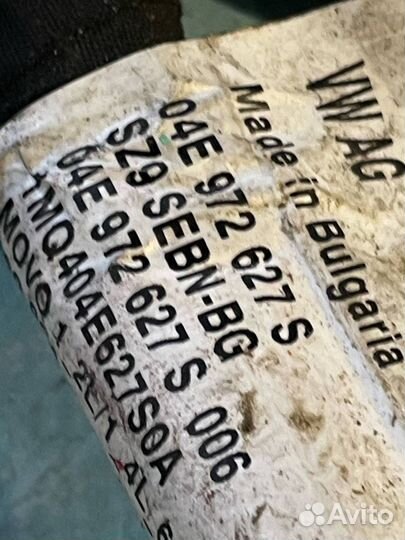 VW AG
Made in Bulgaria
04E 972 627 S
SZ9 SEBN-BG
04E 972 627 S 006
1MQ404E627S0A
Avito